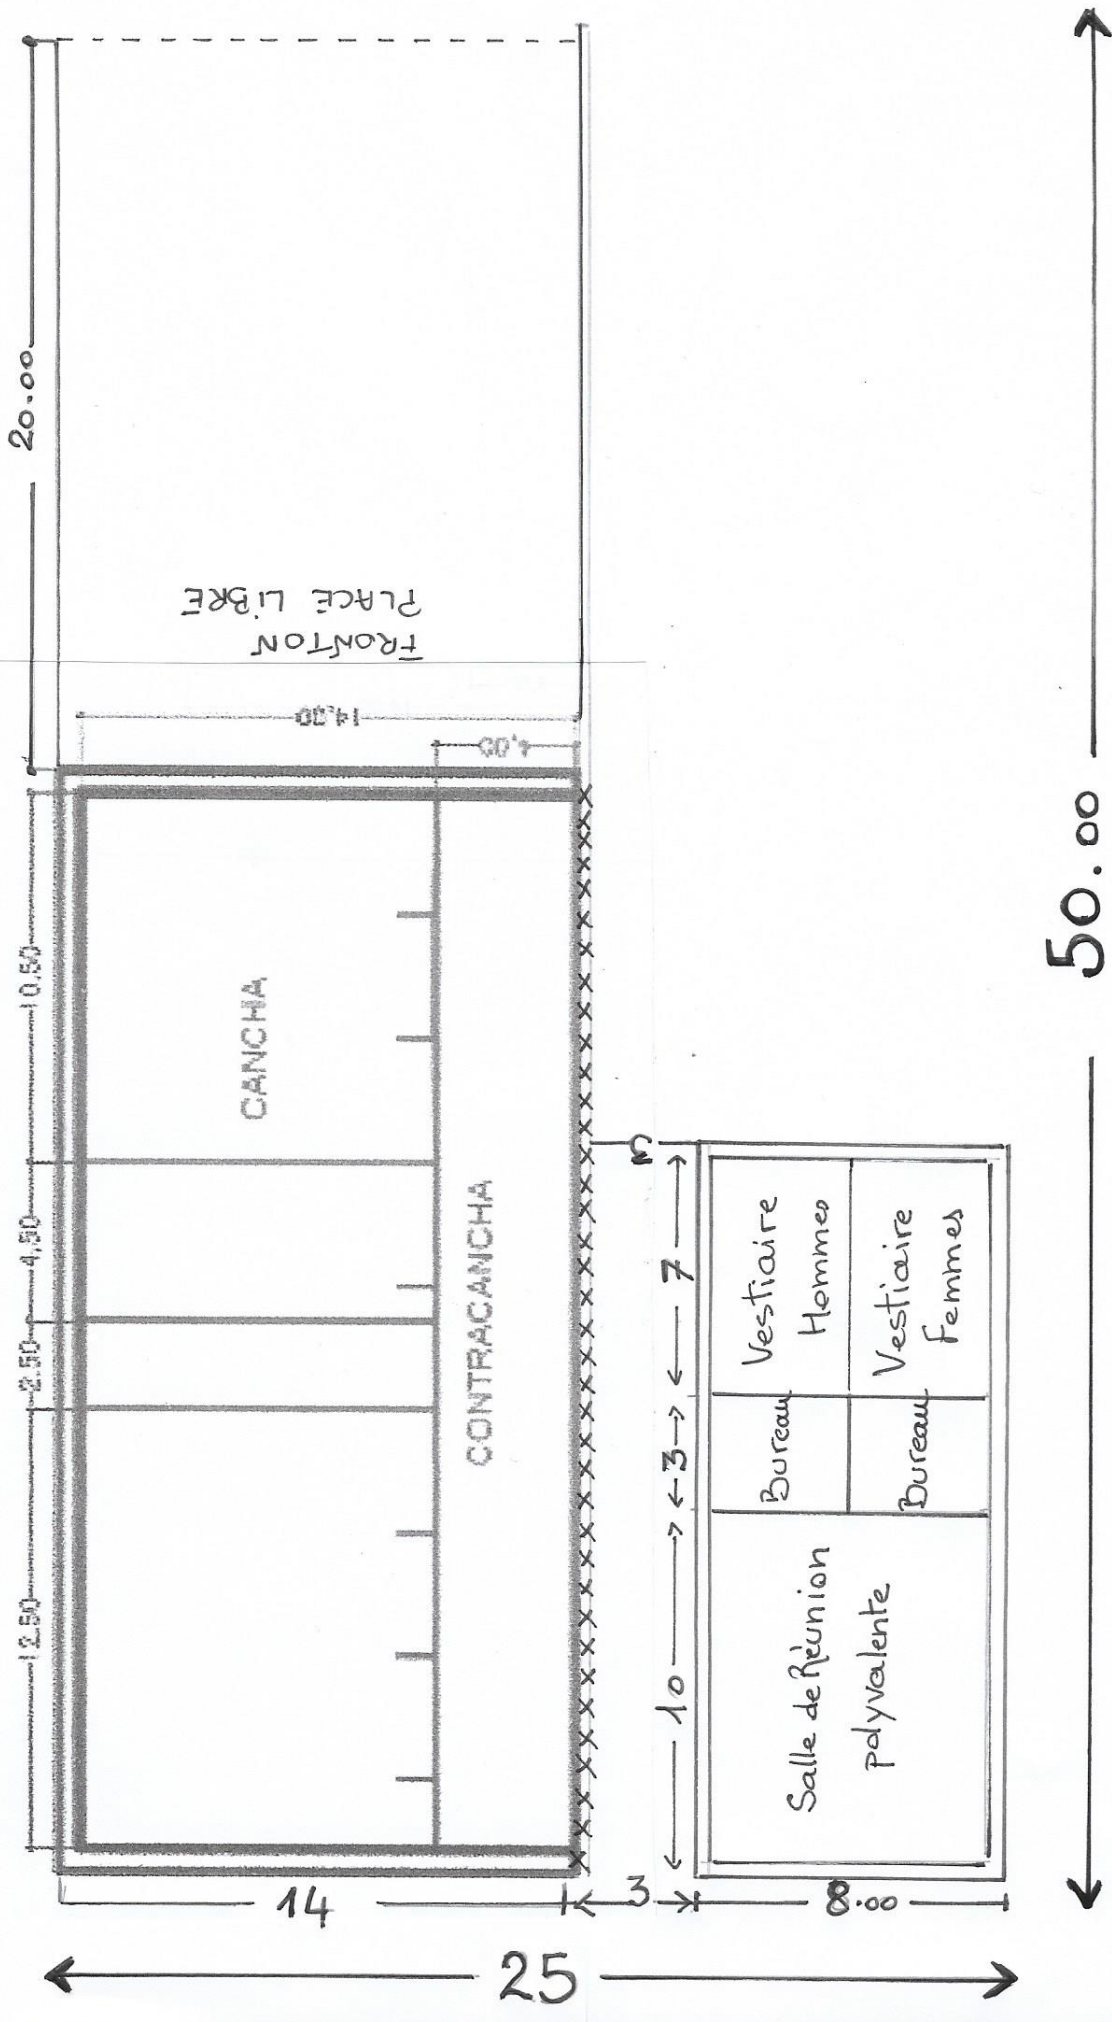 20.00
FRONTON
PLACE LIBRE
14,20
4,00
10.50
4,50
2.50
12.50
CANCHA
CONTRACANCHA
3
7
3
10
Vestiaire
Hommes
Vestiaire
Femmes
Bureau
Bureau
Salle de Réunion
polyvalente
14
3
8.00
25
50.00